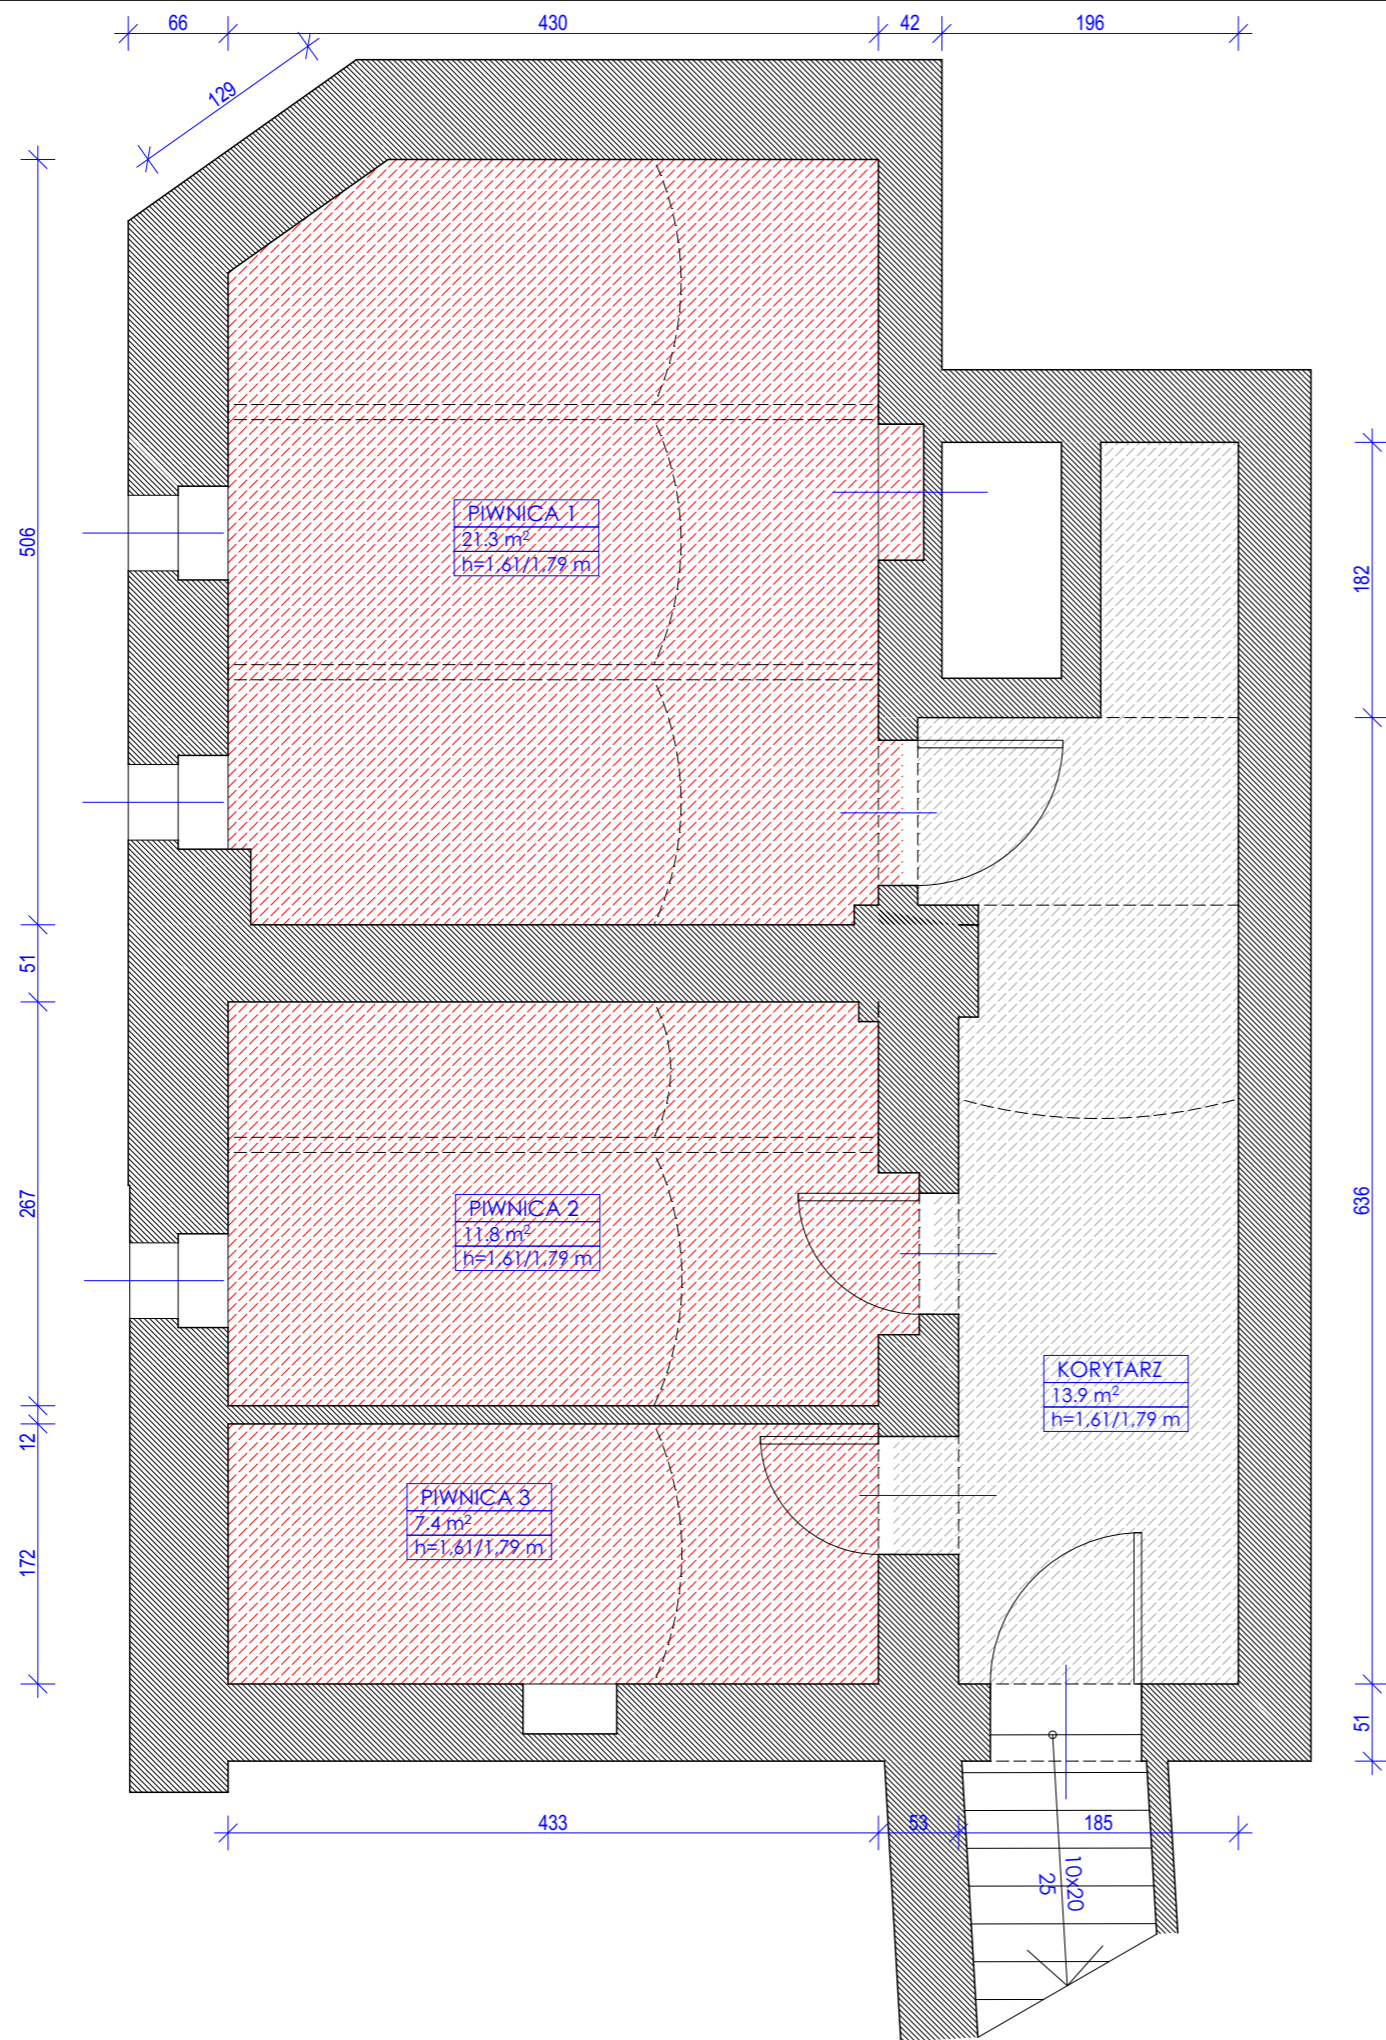 66
430
42
196
129
506
PIWNICA 1
21.3 m²
h=1,61/1,79 m
182
51
267
PIWNICA 2
11.8 m²
h=1,61/1,79 m
636
KORYTARZ
13.9 m²
h=1,61/1,79 m
12
PIWNICA 3
7.4 m²
h=1,61/1,79 m
172
51
433
53
185
10x20
25